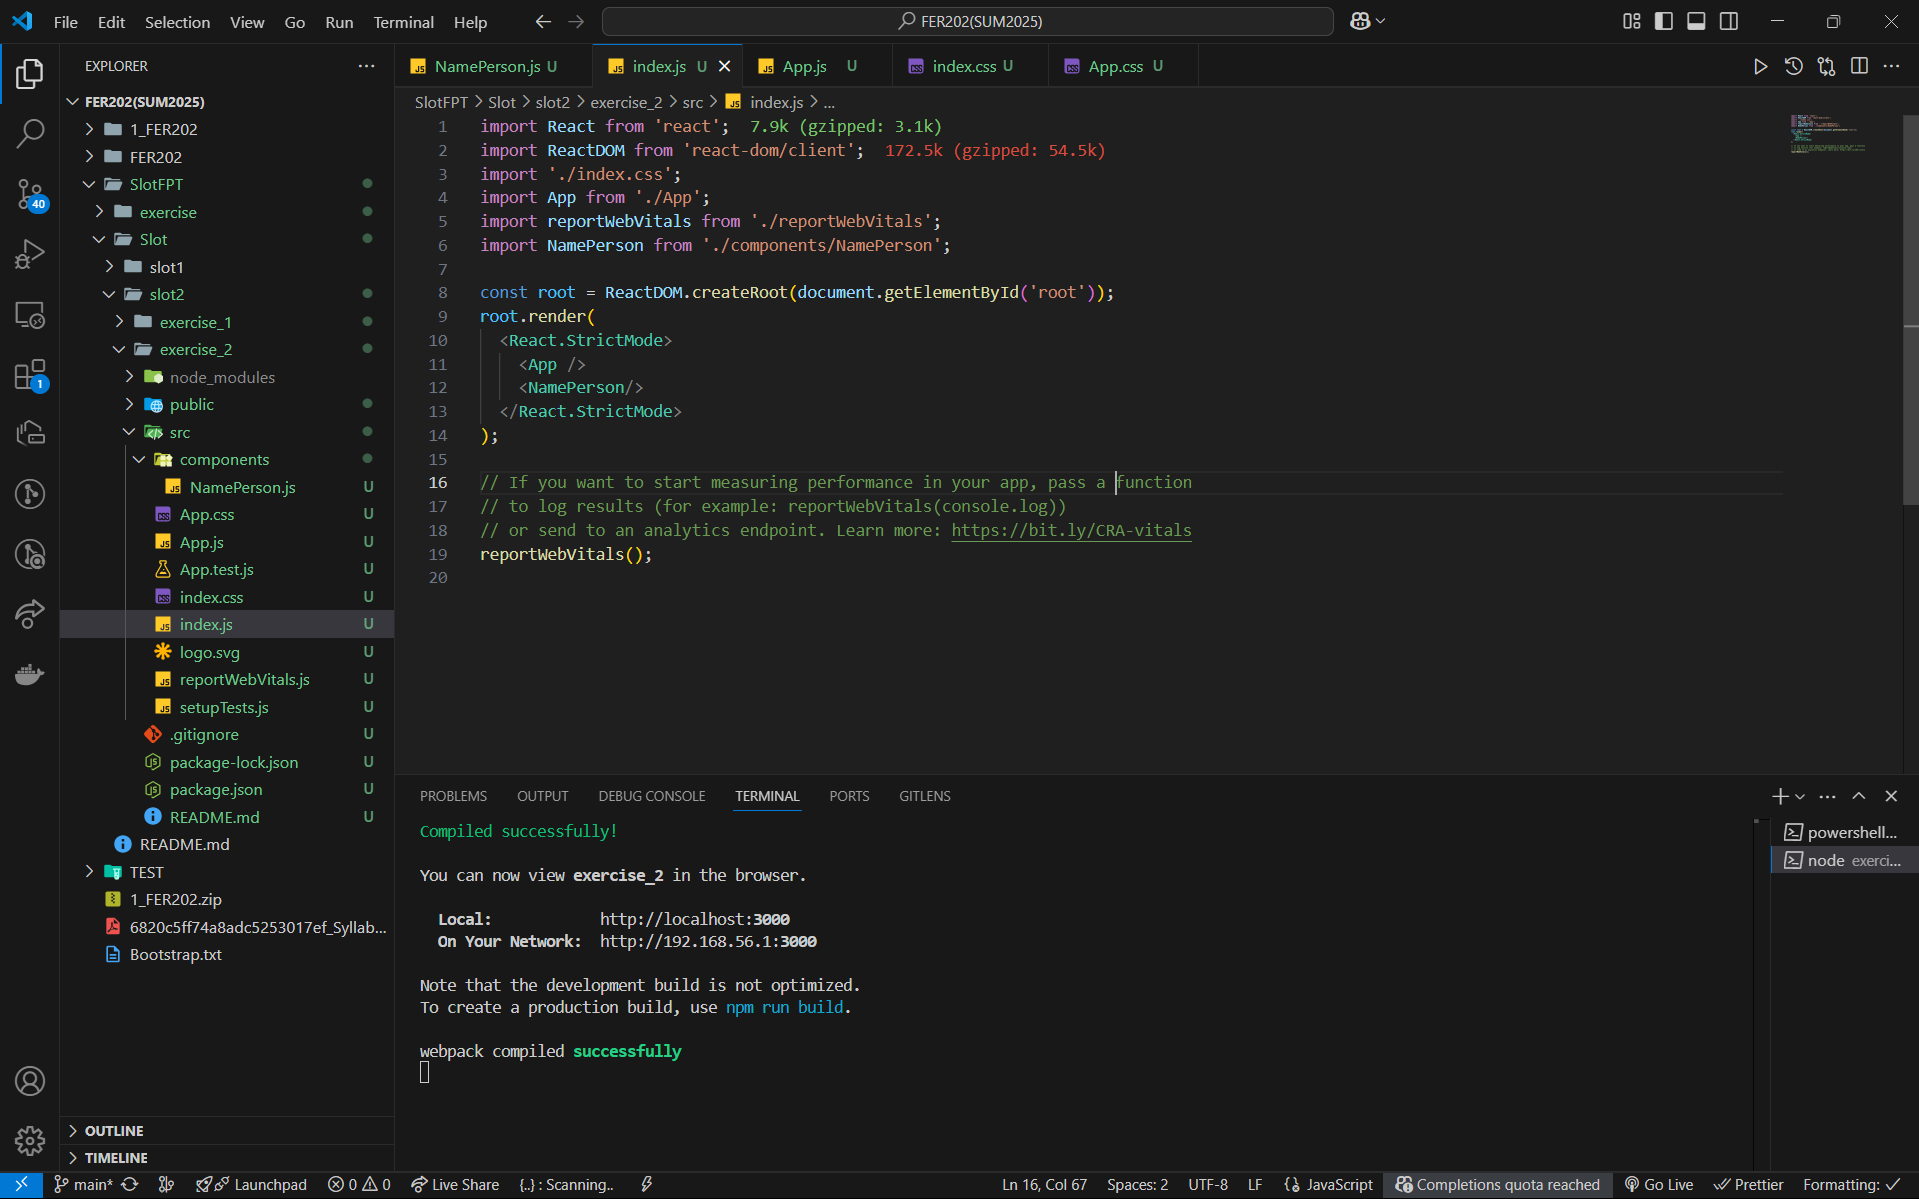 File Edit Selection View Go Run Terminal Help
FER202(SUM2025)
EXPLORER
FER202(SUM2025)
1_FER202
FER202
SlotFPT
exercise
Slot
slot1
slot2
exercise_1
exercise_2
node_modules
public
src
components
NamePerson.js U
App.css U
App.js U
App.test.js U
index.css U
index.js U
logo.svg U
reportWebVitals.js U
setupTests.js U
.gitignore U
package-lock.json U
package.json U
README.md U
README.md
TEST
1_FER202.zip
6820c5ff74a8adc5253017ef_Syllab...
Bootstrap.txt
OUTLINE
TIMELINE
40
1
NamePerson.js U index.js U App.js U index.css U App.css U
SlotFPT > Slot > slot2 > exercise_2 > src > index.js > ...
1 import React from 'react'; 7.9k (gzipped: 3.1k)
2 import ReactDOM from 'react-dom/client'; 172.5k (gzipped: 54.5k)
3 import './index.css';
4 import App from './App';
5 import reportWebVitals from './reportWebVitals';
6 import NamePerson from './components/NamePerson';
7
8 const root = ReactDOM.createRoot(document.getElementById('root'));
9 root.render(
10 <React.StrictMode>
11 <App />
12 <NamePerson/>
13 </React.StrictMode>
14 );
15
16 // If you want to start measuring performance in your app, pass a function
17 // to log results (for example: reportWebVitals(console.log))
18 // or send to an analytics endpoint. Learn more: https://bit.ly/CRA-vitals
19 reportWebVitals();
20
PROBLEMS OUTPUT DEBUG CONSOLE TERMINAL PORTS GITLENS
Compiled successfully!
You can now view exercise_2 in the browser.
Local: http://localhost:3000
On Your Network: http://192.168.56.1:3000
Note that the development build is not optimized.
To create a production build, use npm run build.
webpack compiled successfully
powershell...
node exerci...
main* Launchpad 0 0 Live Share {..} : Scanning.. Ln 16, Col 67 Spaces: 2 UTF-8 LF JavaScript Completions quota reached Go Live Prettier Formatting: ✓